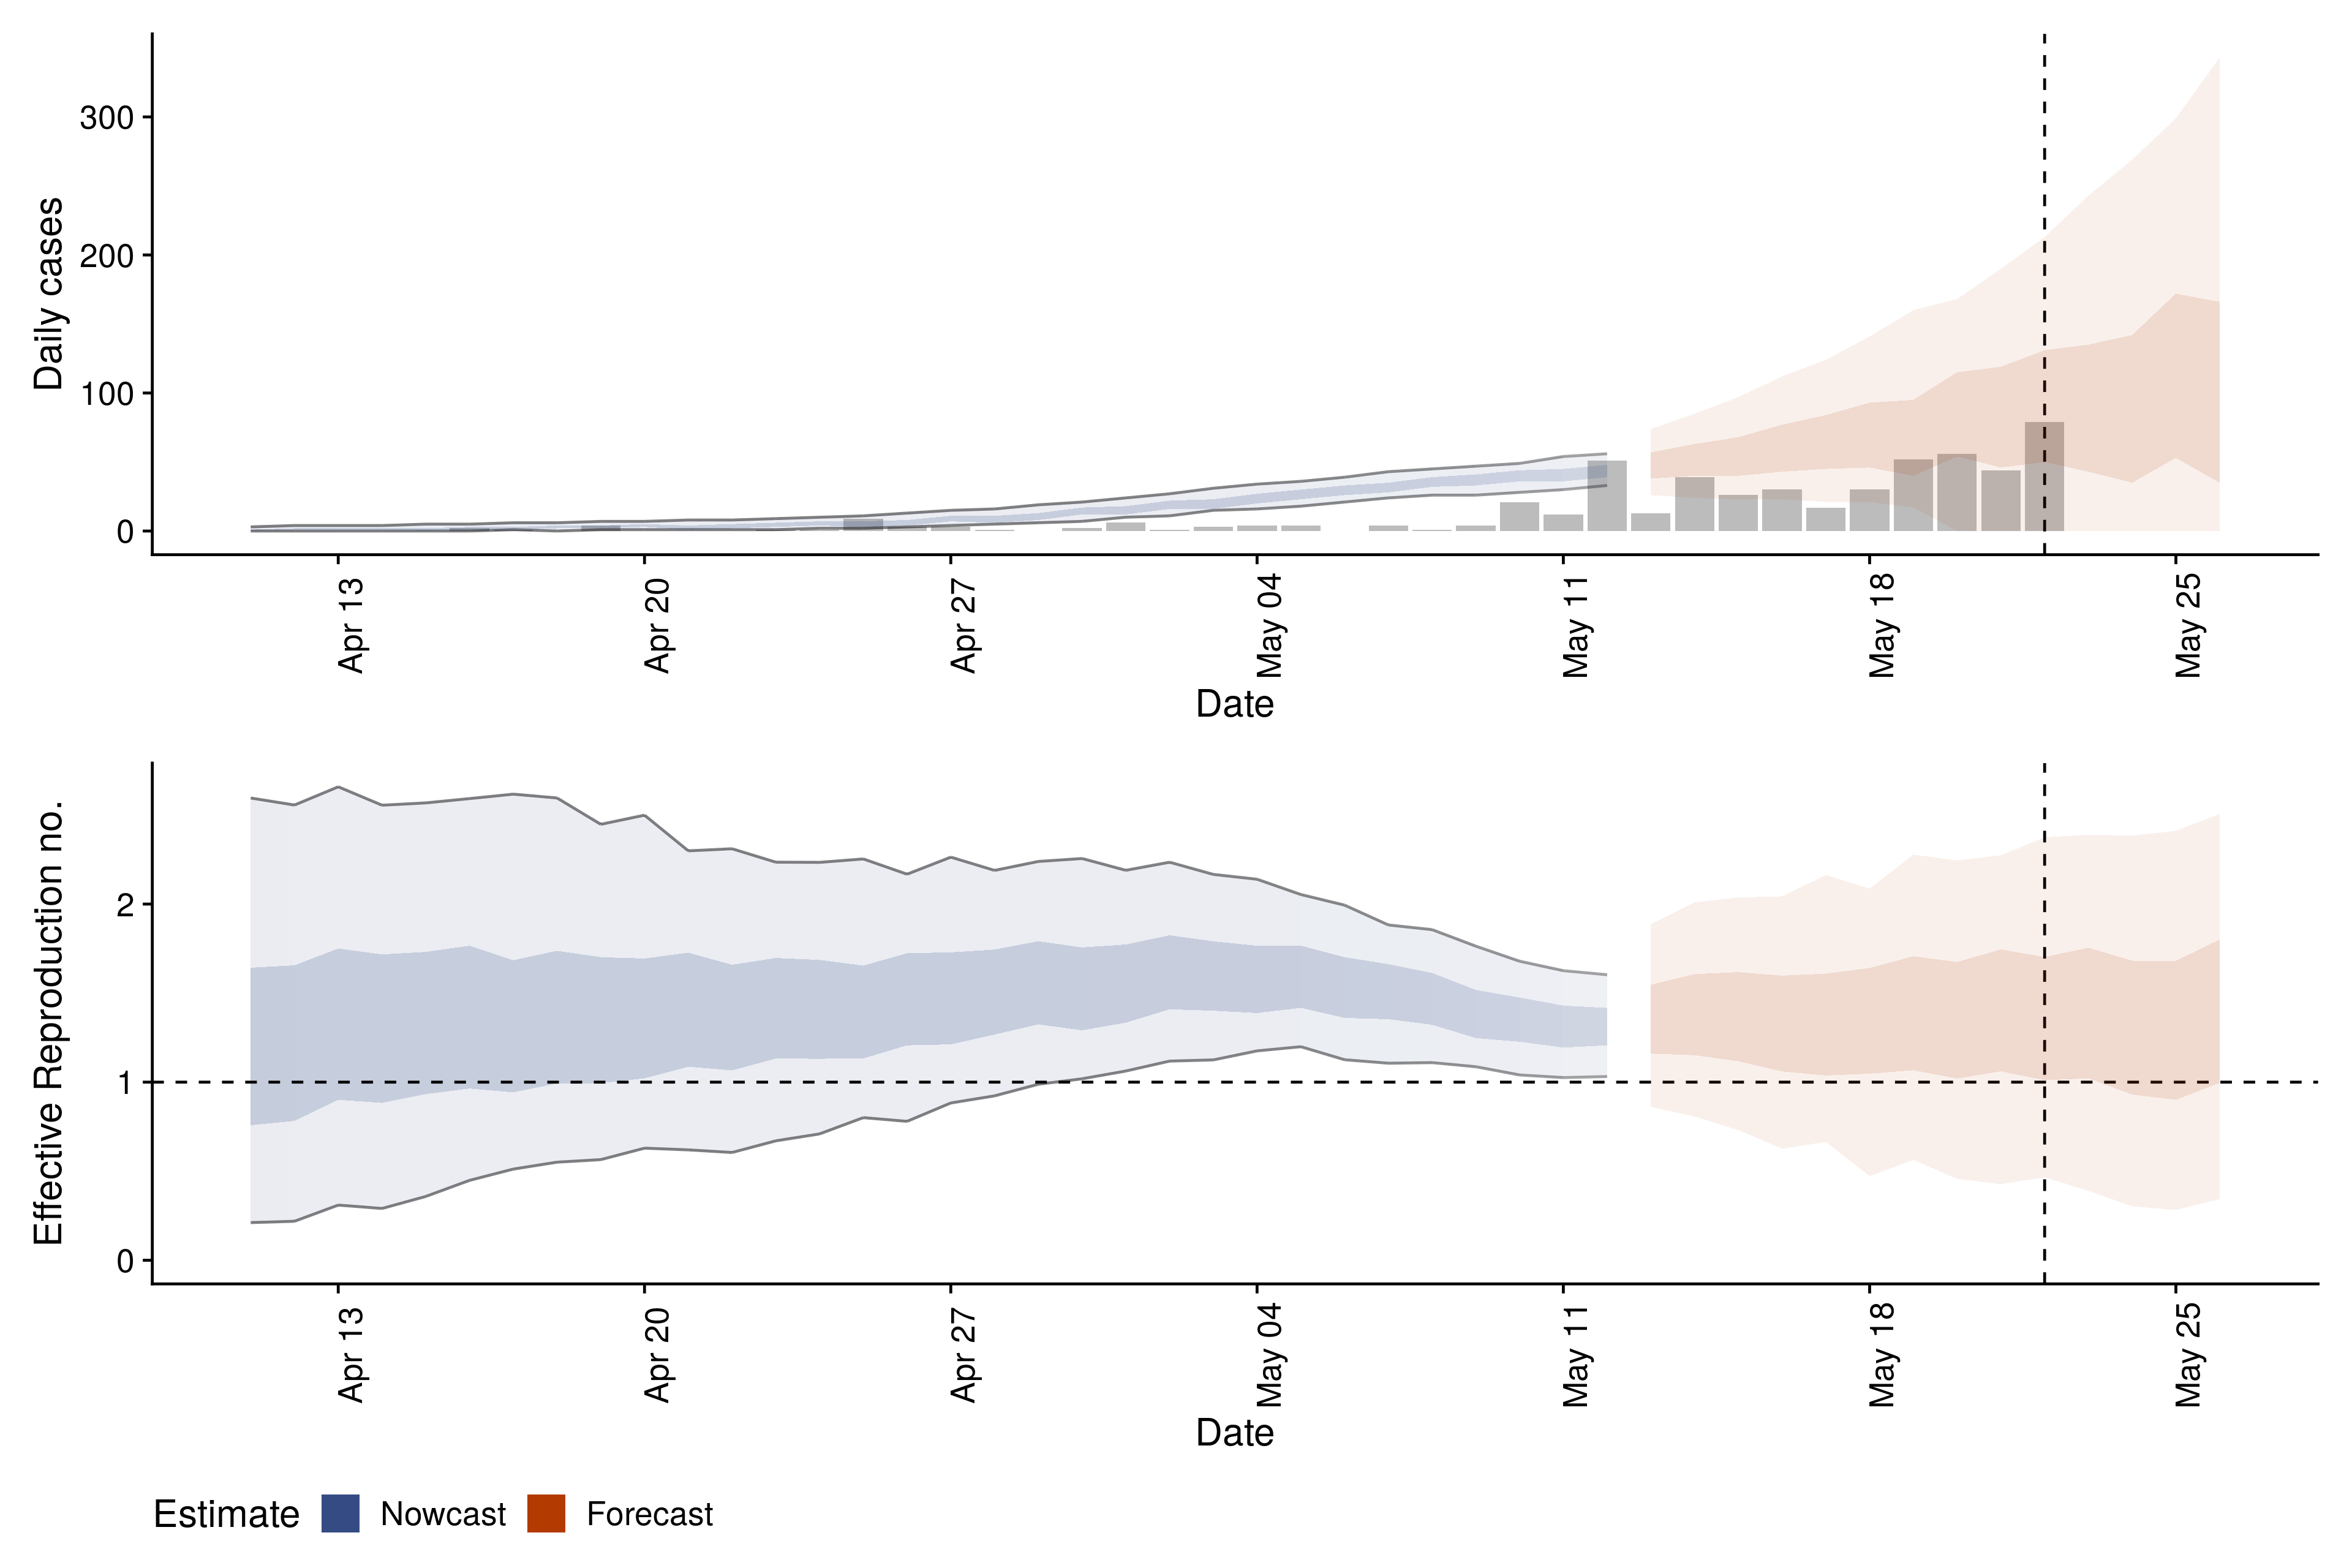 Daily cases
300
200
100
0
Apr 13
Apr 20
Apr 27
May 04
May 11
May 18
May 25
Date
Effective Reproduction no.
2
1
0
Apr 13
Apr 20
Apr 27
May 04
May 11
May 18
May 25
Date
Estimate Nowcast Forecast